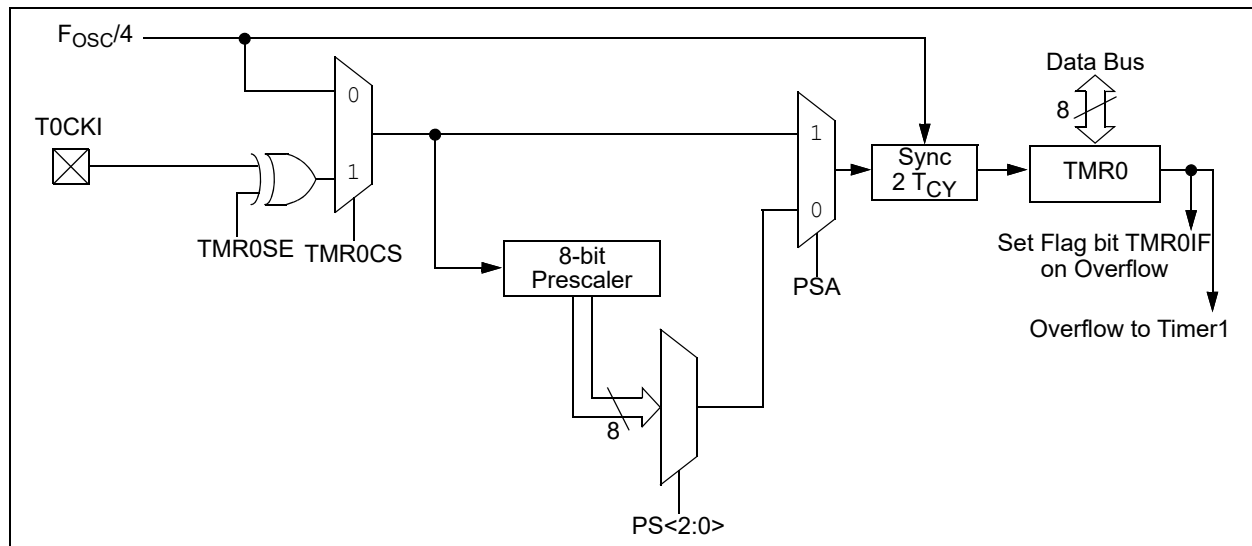 FOSC/4
Data Bus
8
T0CKI
0
1
1
0
Sync
2 TCY
TMR0
TMR0SE
TMR0CS
8-bit
Prescaler
PSA
Set Flag bit TMR0IF
on Overflow
Overflow to Timer1
8
PS<2:0>